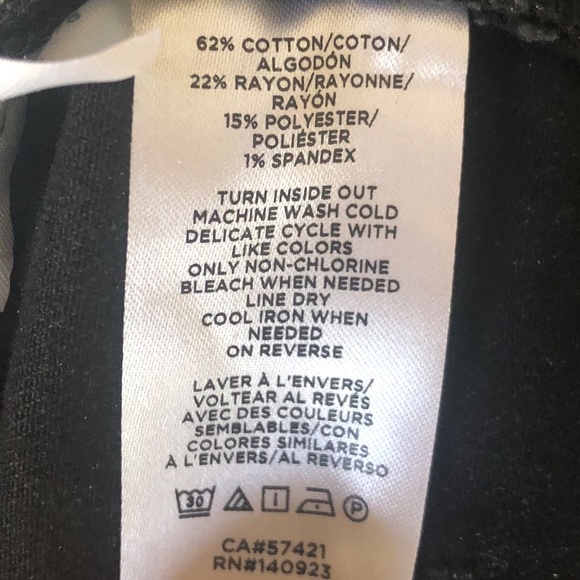 62% COTTON/COTON/
ALGODÓN
22% RAYON/RAYONNE/
RAYÓN
15% POLYESTER/
POLIÉSTER
1% SPANDEX
TURN INSIDE OUT
MACHINE WASH COLD
DELICATE CYCLE WITH
LIKE COLORS
ONLY NON-CHLORINE
BLEACH WHEN NEEDED
LINE DRY
COOL IRON WHEN
NEEDED
ON REVERSE
LAVER À L'ENVERS/
VOLTEAR AL REVÉS
AVEC DES COULEURS
SEMBLABLES/CON
COLORES SIMILARES
À L'ENVERS/AL REVERSO
30 P
CA#57421
RN#140923